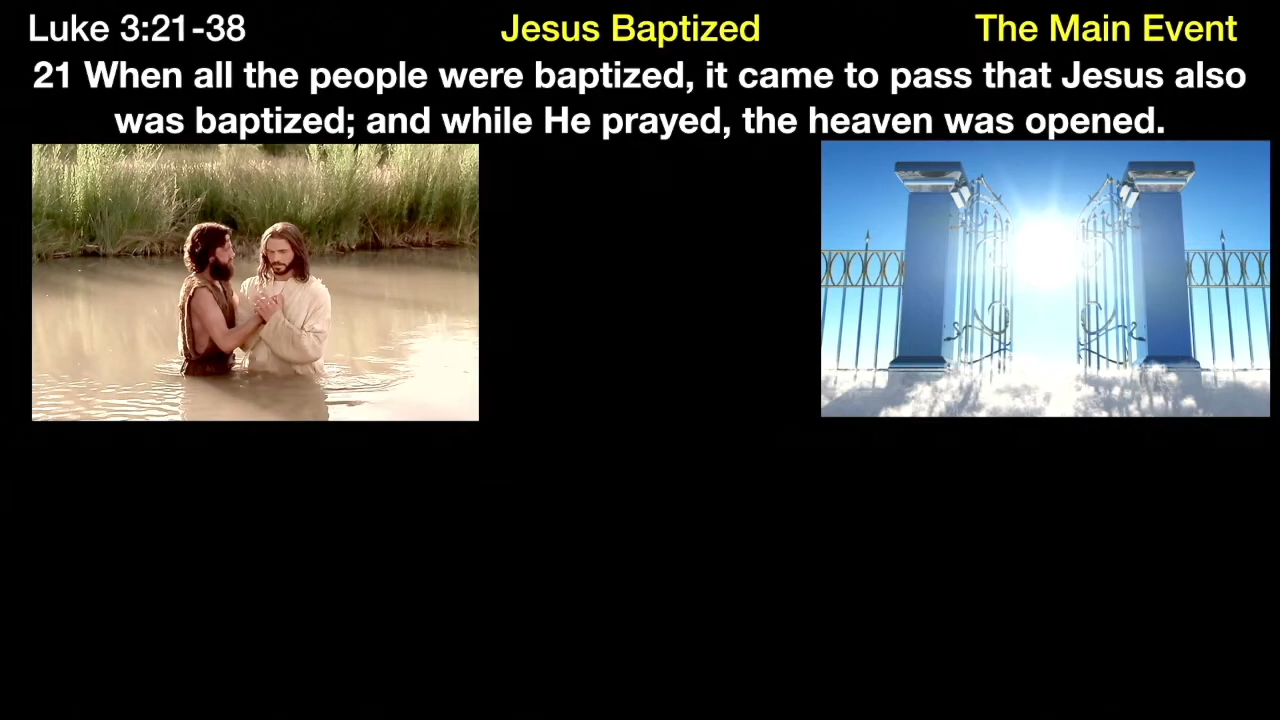 Luke 3:21-38 Jesus Baptized The Main Event
21 When all the people were baptized, it came to pass that Jesus also
was baptized; and while He prayed, the heaven was opened.